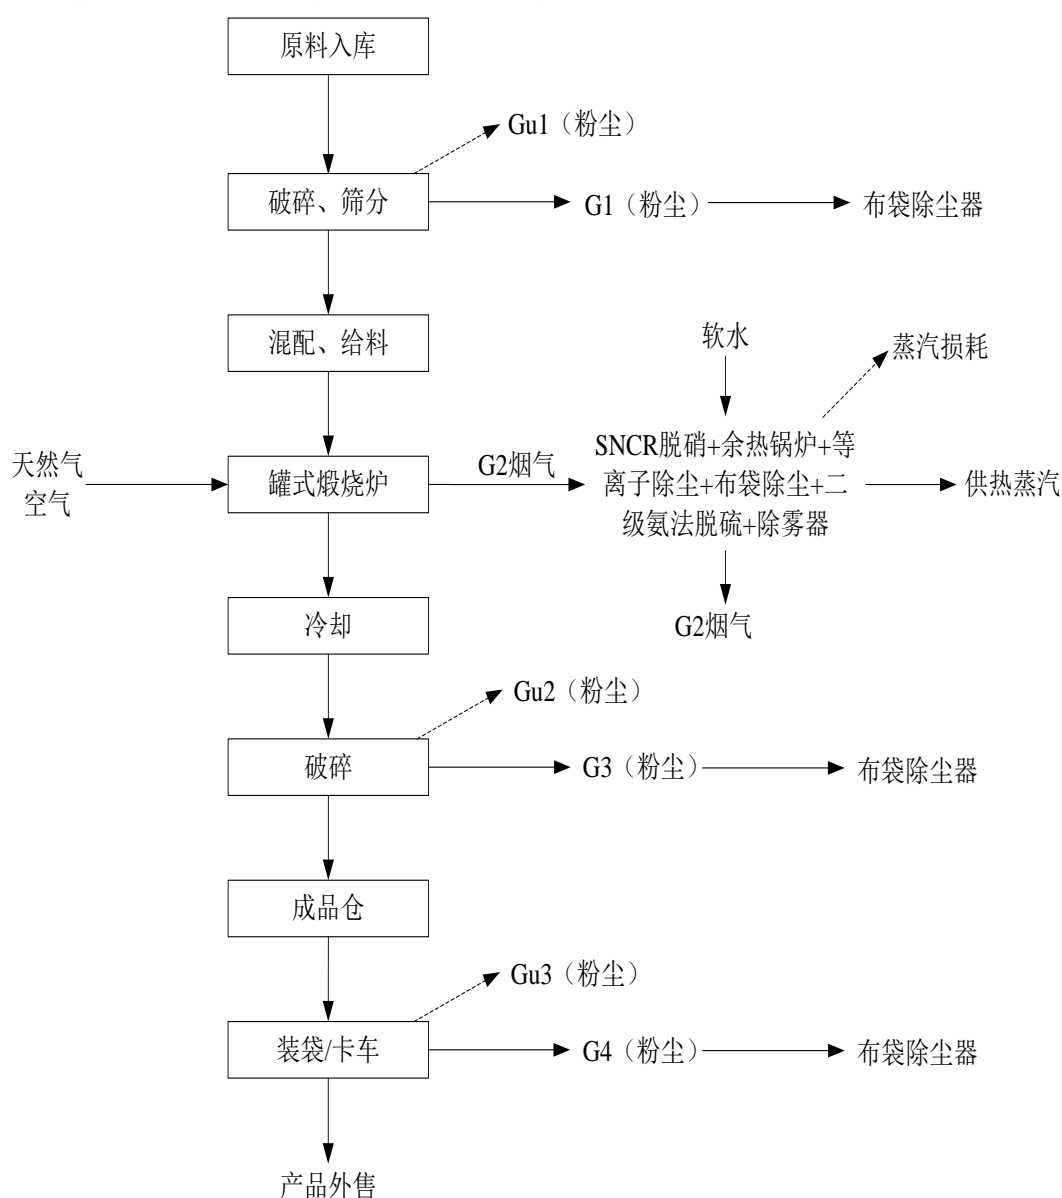 原料入库
Gu1（粉尘）
破碎、筛分
G1（粉尘）
布袋除尘器
混配、给料
软水
蒸汽损耗
天然气
空气
罐式煅烧炉
G2烟气
SNCR脱硝+余热锅炉+等
离子除尘+布袋除尘+二
级氨法脱硫+除雾器
供热蒸汽
冷却
G2烟气
Gu2（粉尘）
破碎
G3（粉尘）
布袋除尘器
成品仓
Gu3（粉尘）
装袋/卡车
G4（粉尘）
布袋除尘器
产品外售